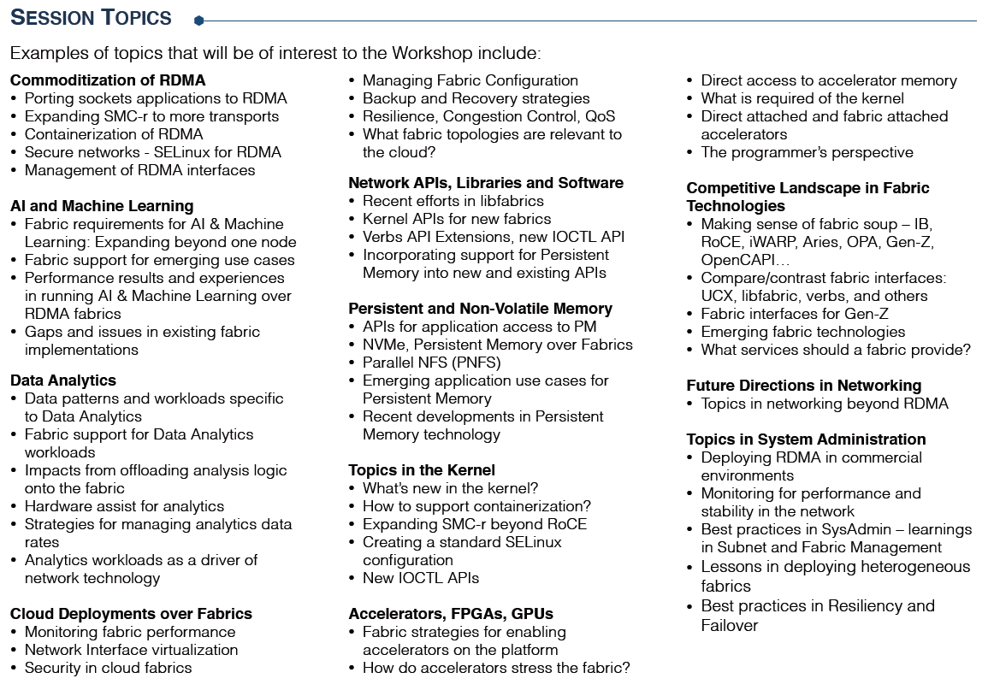 SESSION TOPICS
Examples of topics that will be of interest to the Workshop include:
Commoditization of RDMA
• Porting sockets applications to RDMA
• Expanding SMC-r to more transports
• Containerization of RDMA
• Secure networks - SELinux for RDMA
• Management of RDMA interfaces
AI and Machine Learning
• Fabric requirements for AI & Machine
Learning: Expanding beyond one node
• Fabric support for emerging use cases
• Performance results and experiences
in running AI & Machine Learning over
RDMA fabrics
• Gaps and issues in existing fabric
implementations
Data Analytics
• Data patterns and workloads specific
to Data Analytics
• Fabric support for Data Analytics
workloads
• Impacts from offloading analysis logic
onto the fabric
• Hardware assist for analytics
• Strategies for managing analytics data
rates
• Analytics workloads as a driver of
network technology
Cloud Deployments over Fabrics
• Monitoring fabric performance
• Network Interface virtualization
• Security in cloud fabrics
• Managing Fabric Configuration
• Backup and Recovery strategies
• Resilience, Congestion Control, QoS
• What fabric topologies are relevant to
the cloud?
Network APIs, Libraries and Software
• Recent efforts in libfabrics
• Kernel APIs for new fabrics
• Verbs API Extensions, new IOCTL API
• Incorporating support for Persistent
Memory into new and existing APIs
Persistent and Non-Volatile Memory
• APIs for application access to PM
• NVMe, Persistent Memory over Fabrics
• Parallel NFS (PNFS)
• Emerging application use cases for
Persistent Memory
• Recent developments in Persistent
Memory technology
Topics in the Kernel
• What's new in the kernel?
• How to support containerization?
• Expanding SMC-r beyond RoCE
• Creating a standard SELinux
configuration
• New IOCTL APIs
Accelerators, FPGAs, GPUs
• Fabric strategies for enabling
accelerators on the platform
• How do accelerators stress the fabric?
• Direct access to accelerator memory
• What is required of the kernel
• Direct attached and fabric attached
accelerators
• The programmer's perspective
Competitive Landscape in Fabric
Technologies
• Making sense of fabric soup – IB,
RoCE, iWARP, Aries, OPA, Gen-Z,
OpenCAPI…
• Compare/contrast fabric interfaces:
UCX, libfabric, verbs, and others
• Fabric interfaces for Gen-Z
• Emerging fabric technologies
• What services should a fabric provide?
Future Directions in Networking
• Topics in networking beyond RDMA
Topics in System Administration
• Deploying RDMA in commercial
environments
• Monitoring for performance and
stability in the network
• Best practices in SysAdmin – learnings
in Subnet and Fabric Management
• Lessons in deploying heterogeneous
fabrics
• Best practices in Resiliency and
Failover